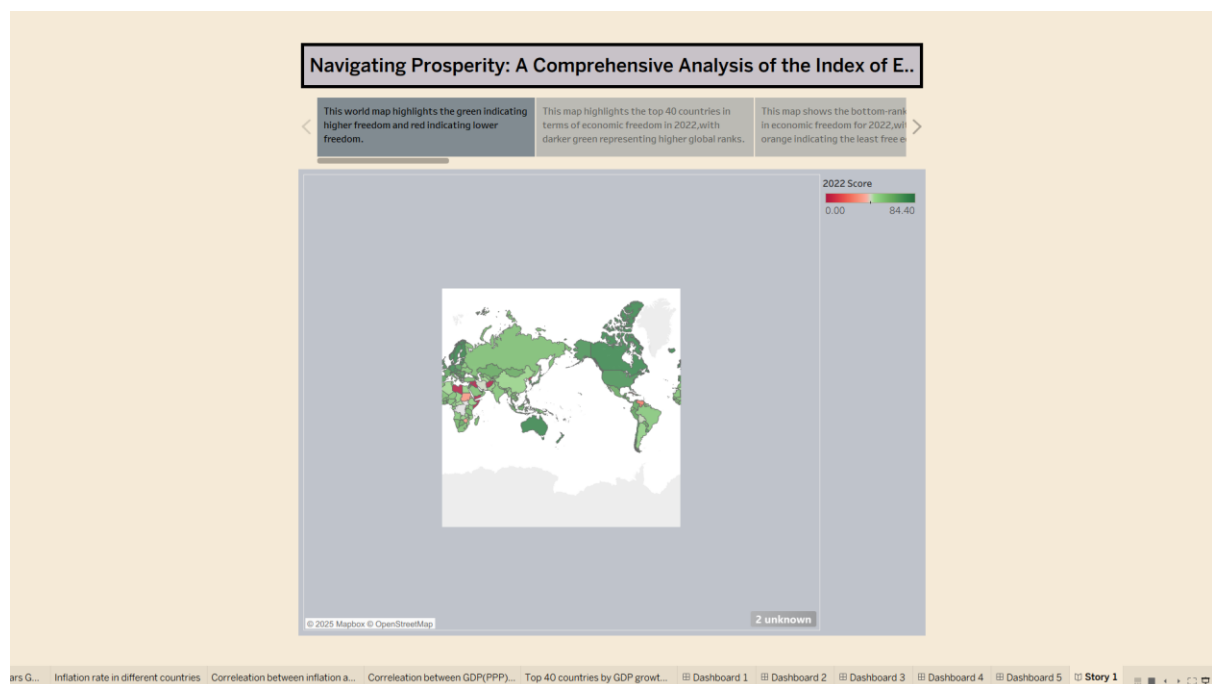 Navigating Prosperity: A Comprehensive Analysis of the Index of E..
This world map highlights the green indicating
higher freedom and red indicating lower
freedom.
This map highlights the top 40 countries in
terms of economic freedom in 2022,with
darker green representing higher global ranks.
This map shows the bottom-rank
in economic freedom for 2022,wi
orange indicating the least free e
2022 Score
0.00 84.40
2 unknown
© 2025 Mapbox © OpenStreetMap
ars G... Inflation rate in different countries Correleation between inflation a... Correleation between GDP(PPP)... Top 40 countries by GDP growt... Dashboard 1 Dashboard 2 Dashboard 3 Dashboard 4 Dashboard 5 Story 1